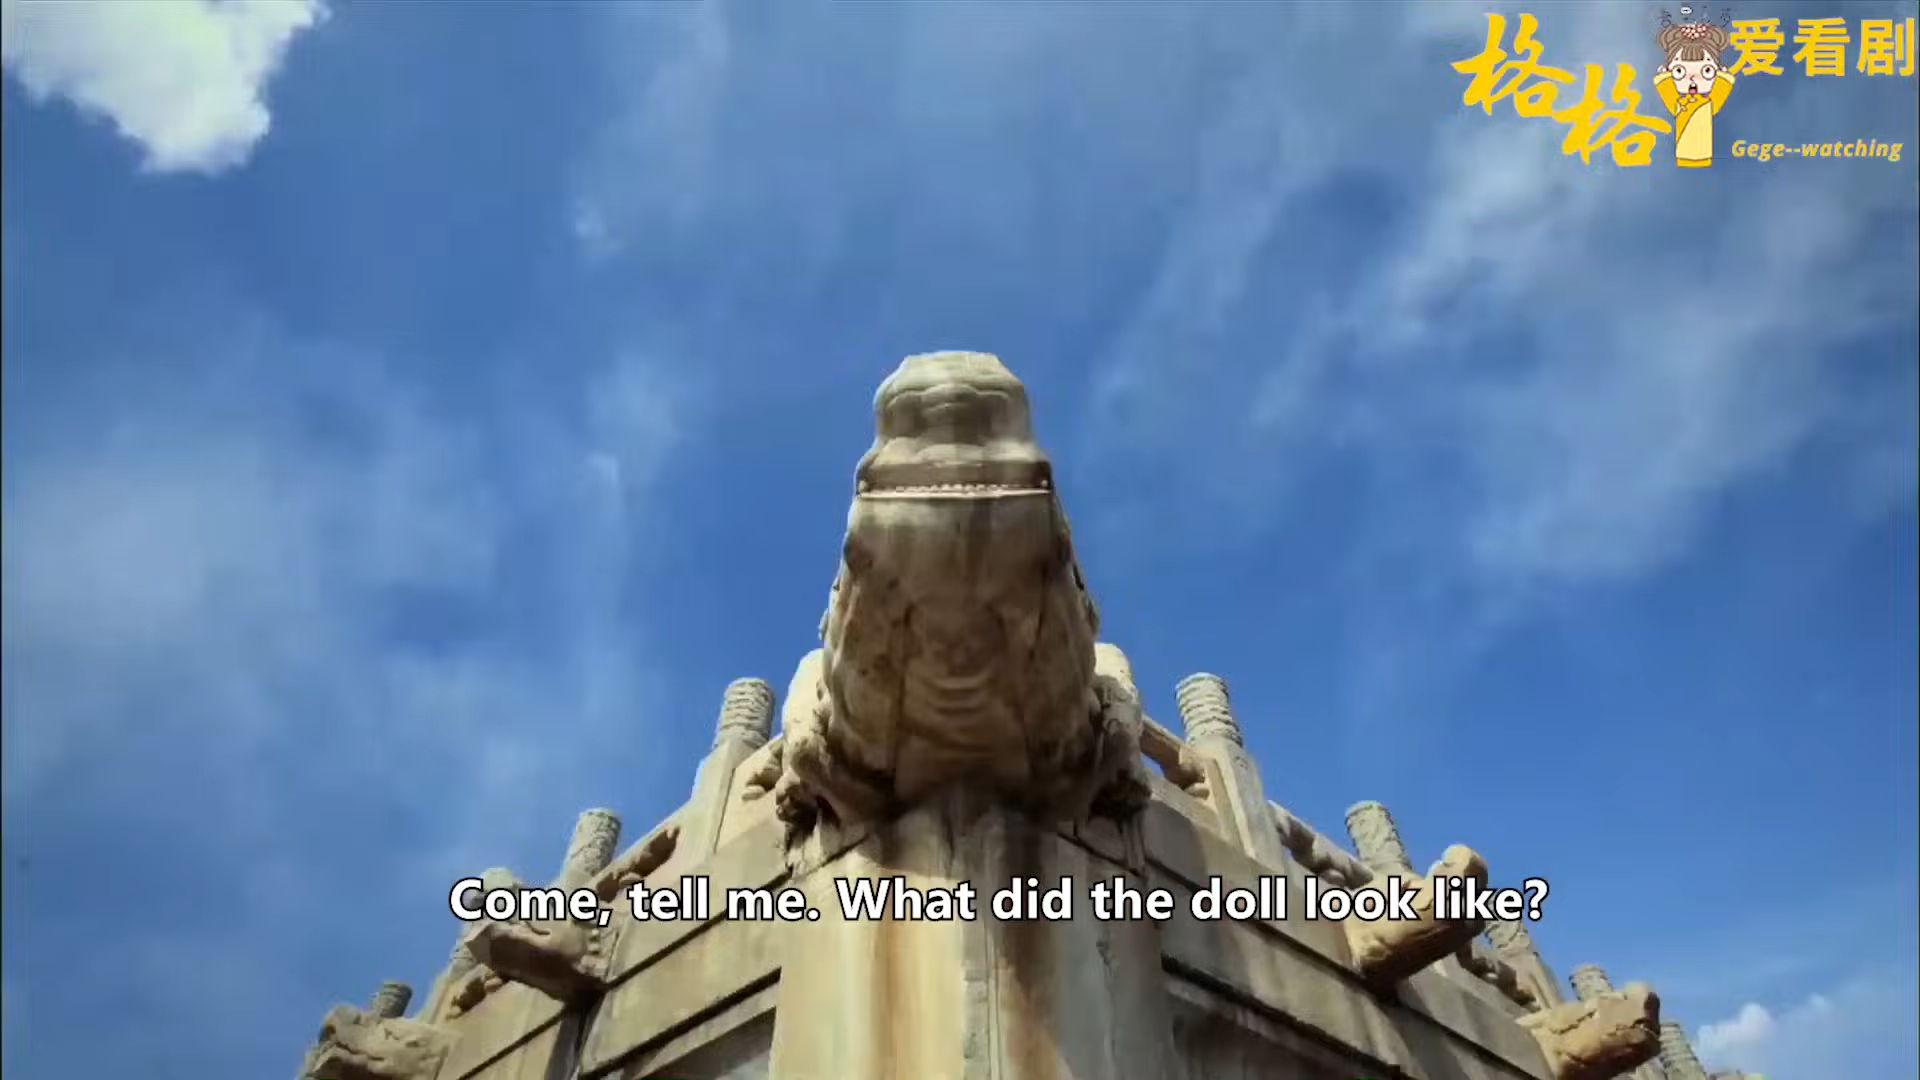 格格
爱看剧
Gege--watching
Come, tell me. What did the doll look like?